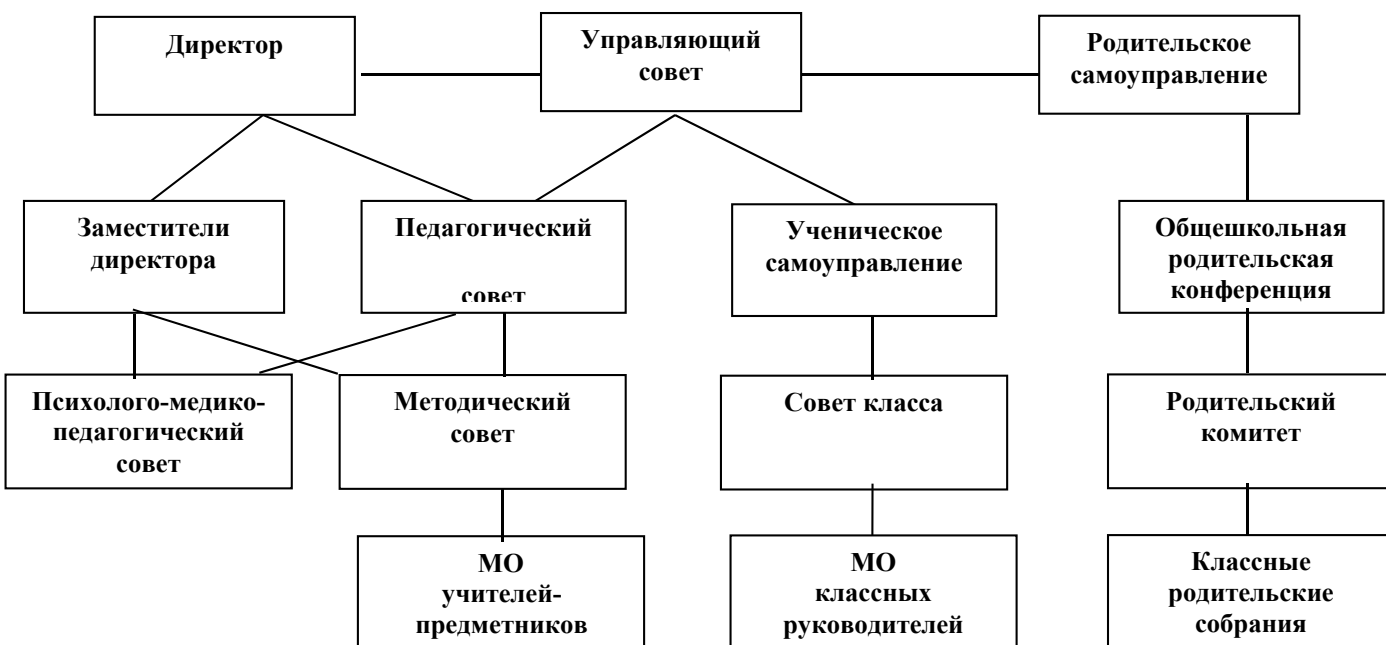 Директор
Управляющий
совет
Родительское
самоуправление
Заместители
директора
Педагогический
совет
Ученическое
самоуправление
Общешкольная
родительская
конференция
Психолого-медико-
педагогический
совет
Методический
совет
Совет класса
Родительский
комитет
МО
учителей-
предметников
МО
классных
руководителей
Классные
родительские
собрания